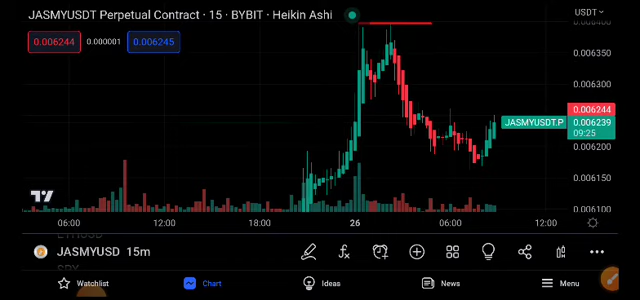 JASMYUSDT Perpetual Contract · 15 · BYBIT · Heikin Ashi
USDT
0.006244 0.000001 0.006245
0.006400
0.006350
0.006300
0.006244
JASMYUSDT.P 0.006239
09:25
0.006200
0.006150
0.006100
06:00 12:00 18:00 26 06:00 12:00
JASMYUSD 15m
SPX
Watchlist Chart Ideas News Menu